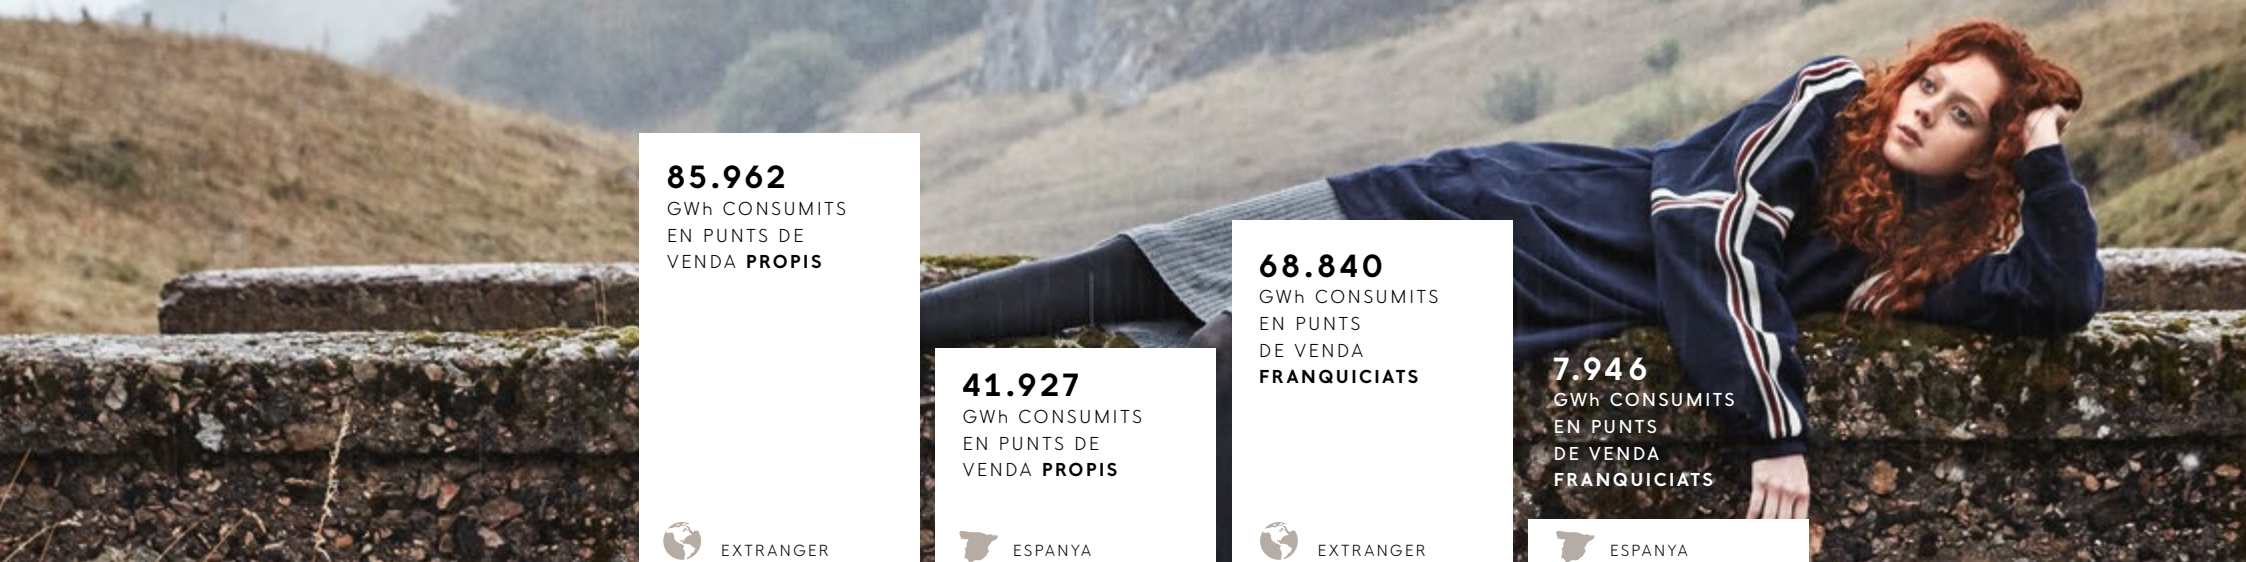 85.962
GWh CONSUMITS
EN PUNTS DE
VENDA PROPIS
EXTRANGER
41.927
GWh CONSUMITS
EN PUNTS DE
VENDA PROPIS
ESPANYA
68.840
GWh CONSUMITS
EN PUNTS
DE VENDA
FRANQUICIATS
EXTRANGER
7.946
GWh CONSUMITS
EN PUNTS
DE VENDA
FRANQUICIATS
ESPANYA